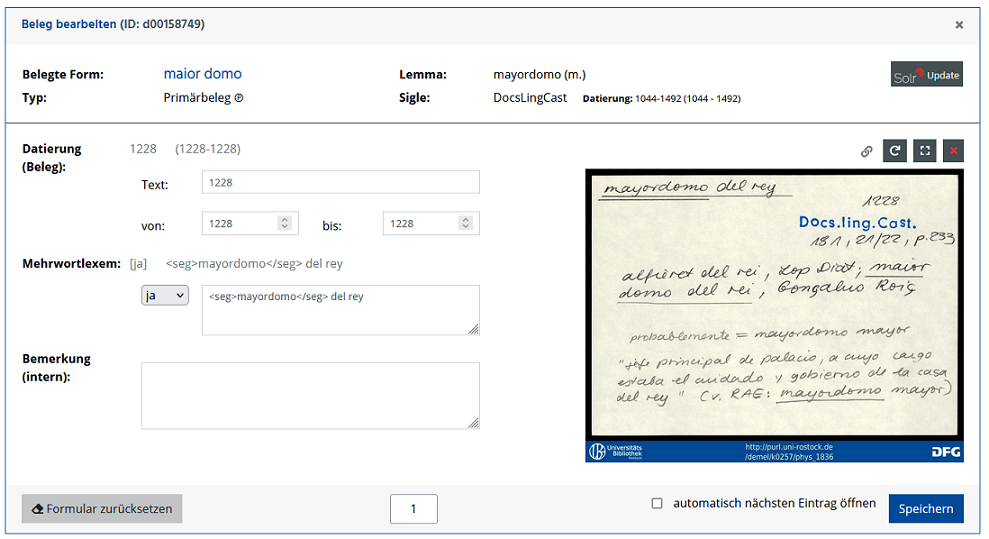 Beleg bearbeiten (ID: d00158749)
×
Belegte Form: maior domo Lemma: mayordomo (m.)
Solr Update
Typ: Primärbeleg ℗ Sigle: DocsLingCast Datierung: 1044-1492 (1044 - 1492)
Datierung (Beleg): 1228 (1228-1228)
Text: 1228
von: 1228 bis: 1228
Mehrwortlexem: [ja] <seg>mayordomo</seg> del rey
ja <seg>mayordomo</seg> del rey
Bemerkung (intern):
mayordomo del rey
1228
Docs.ling.Cast.
181, 21/22, p.233
alfièret del rei, Lop Diat; maior
domo del rei, Gonçaluo Roiç
probablemente = mayordomo mayor
"jefe principal de palacio, a cuyo cargo
estaba el cuidado y gobierno de la casa
del rey" (v. RAE: mayordomo mayor)
Universitäts
Bibliothek
Rostock
http://purl.uni-rostock.de
/demel/k0257/phys_1836
DFG
Formular zurücksetzen 1 automatisch nächsten Eintrag öffnen Speichern